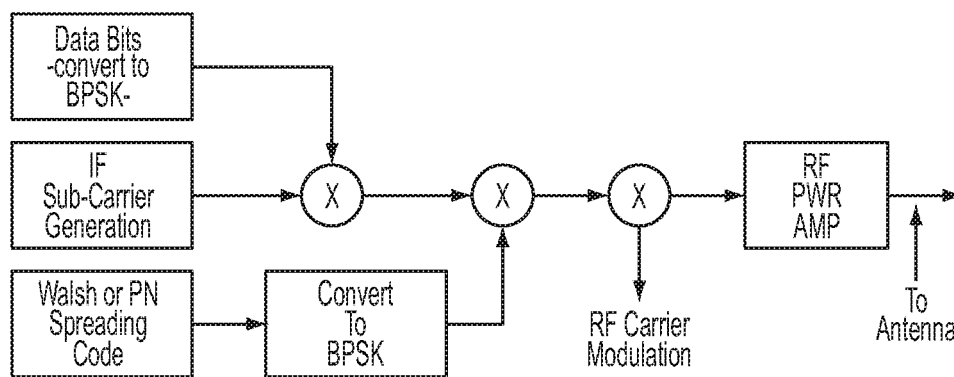 Data Bits
-convert to
BPSK-
IF
Sub-Carrier
Generation
X
X
X
RF
PWR
AMP
Walsh or PN
Spreading
Code
Convert
To
BPSK
RF Carrier
Modulation
To
Antenna